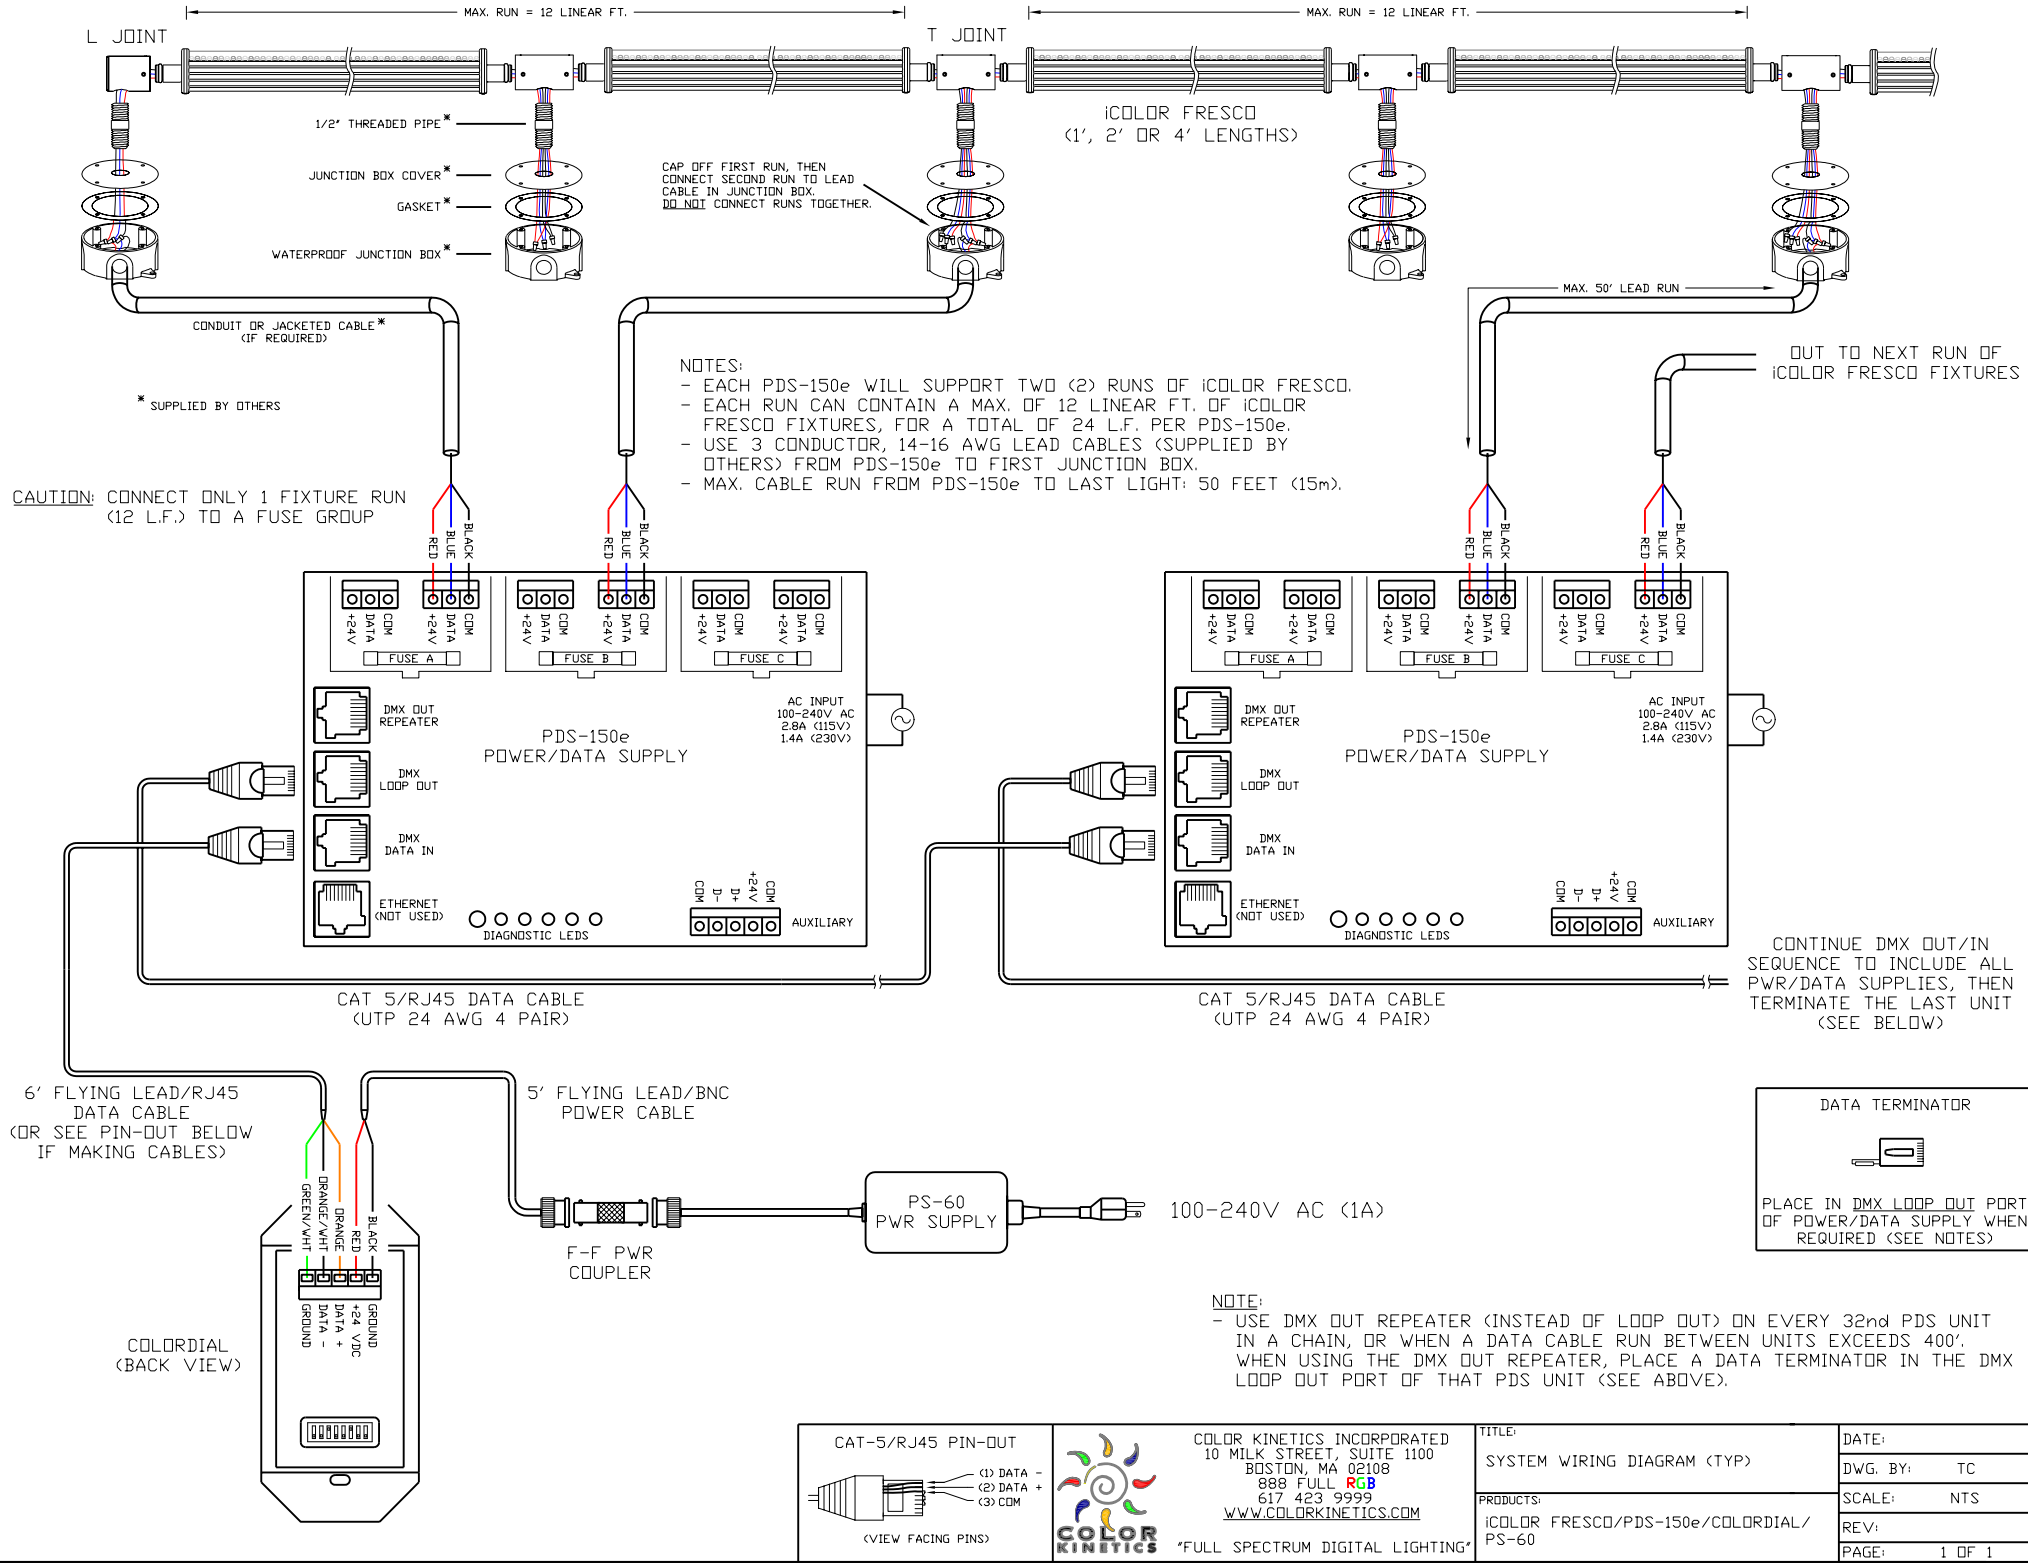 MAX. RUN = 12 LINEAR FT.
MAX. RUN = 12 LINEAR FT.
L JOINT
T JOINT
1/2" THREADED PIPE*
JUNCTION BOX COVER*
GASKET*
WATERPROOF JUNCTION BOX*
CAP OFF FIRST RUN, THEN
CONNECT SECOND RUN TO LEAD
CABLE IN JUNCTION BOX.
DO NOT CONNECT RUNS TOGETHER.
iCOLOR FRESCO
(1', 2' OR 4' LENGTHS)
CONDUIT OR JACKETED CABLE*
(IF REQUIRED)
* SUPPLIED BY OTHERS
MAX. 50' LEAD RUN
OUT TO NEXT RUN OF
iCOLOR FRESCO FIXTURES
NOTES:
- EACH PDS-150e WILL SUPPORT TWO (2) RUNS OF iCOLOR FRESCO.
- EACH RUN CAN CONTAIN A MAX. OF 12 LINEAR FT. OF iCOLOR
FRESCO FIXTURES, FOR A TOTAL OF 24 L.F. PER PDS-150e.
- USE 3 CONDUCTOR, 14-16 AWG LEAD CABLES (SUPPLIED BY
OTHERS) FROM PDS-150e TO FIRST JUNCTION BOX.
- MAX. CABLE RUN FROM PDS-150e TO LAST LIGHT: 50 FEET (15m).
CAUTION: CONNECT ONLY 1 FIXTURE RUN
(12 L.F.) TO A FUSE GROUP
RED
BLUE
BLACK
RED
BLUE
BLACK
RED
BLUE
BLACK
RED
BLUE
BLACK
+24V
DATA
COM
+24V
DATA
COM
+24V
DATA
COM
+24V
DATA
COM
+24V
DATA
COM
+24V
DATA
COM
FUSE A
FUSE B
FUSE C
DMX OUT
REPEATER
DMX
LOOP OUT
DMX
DATA IN
ETHERNET
(NOT USED)
PDS-150e
POWER/DATA SUPPLY
AC INPUT
100-240V AC
2.8A (115V)
1.4A (230V)
DIAGNOSTIC LEDS
COM
D-
D+
+24V
COM
AUXILIARY
+24V
DATA
COM
+24V
DATA
COM
+24V
DATA
COM
+24V
DATA
COM
+24V
DATA
COM
+24V
DATA
COM
FUSE A
FUSE B
FUSE C
DMX OUT
REPEATER
DMX
LOOP OUT
DMX
DATA IN
ETHERNET
(NOT USED)
PDS-150e
POWER/DATA SUPPLY
AC INPUT
100-240V AC
2.8A (115V)
1.4A (230V)
DIAGNOSTIC LEDS
COM
D-
D+
+24V
COM
AUXILIARY
CAT 5/RJ45 DATA CABLE
(UTP 24 AWG 4 PAIR)
CAT 5/RJ45 DATA CABLE
(UTP 24 AWG 4 PAIR)
CONTINUE DMX OUT/IN
SEQUENCE TO INCLUDE ALL
PWR/DATA SUPPLIES, THEN
TERMINATE THE LAST UNIT
(SEE BELOW)
6' FLYING LEAD/RJ45
DATA CABLE
(OR SEE PIN-OUT BELOW
IF MAKING CABLES)
5' FLYING LEAD/BNC
POWER CABLE
GREEN/WHT
ORANGE/WHT
ORANGE
RED
BLACK
GROUND
DATA -
DATA +
+24 VDC
GROUND
COLORDIAL
(BACK VIEW)
F-F PWR
COUPLER
PS-60
PWR SUPPLY
100-240V AC (1A)
DATA TERMINATOR
PLACE IN DMX LOOP OUT PORT
OF POWER/DATA SUPPLY WHEN
REQUIRED (SEE NOTES)
NOTE:
- USE DMX OUT REPEATER (INSTEAD OF LOOP OUT) ON EVERY 32nd PDS UNIT
IN A CHAIN, OR WHEN A DATA CABLE RUN BETWEEN UNITS EXCEEDS 400'.
WHEN USING THE DMX OUT REPEATER, PLACE A DATA TERMINATOR IN THE DMX
LOOP OUT PORT OF THAT PDS UNIT (SEE ABOVE).
CAT-5/RJ45 PIN-OUT
(1) DATA -
(2) DATA +
(3) COM
(VIEW FACING PINS)
COLOR
KINETICS
COLOR KINETICS INCORPORATED
10 MILK STREET, SUITE 1100
BOSTON, MA 02108
888 FULL RGB
617 423 9999
WWW.COLORKINETICS.COM
"FULL SPECTRUM DIGITAL LIGHTING"
TITLE:
SYSTEM WIRING DIAGRAM (TYP)
PRODUCTS:
iCOLOR FRESCO/PDS-150e/COLORDIAL/
PS-60
DATE:
DWG. BY: TC
SCALE: NTS
REV:
PAGE: 1 OF 1